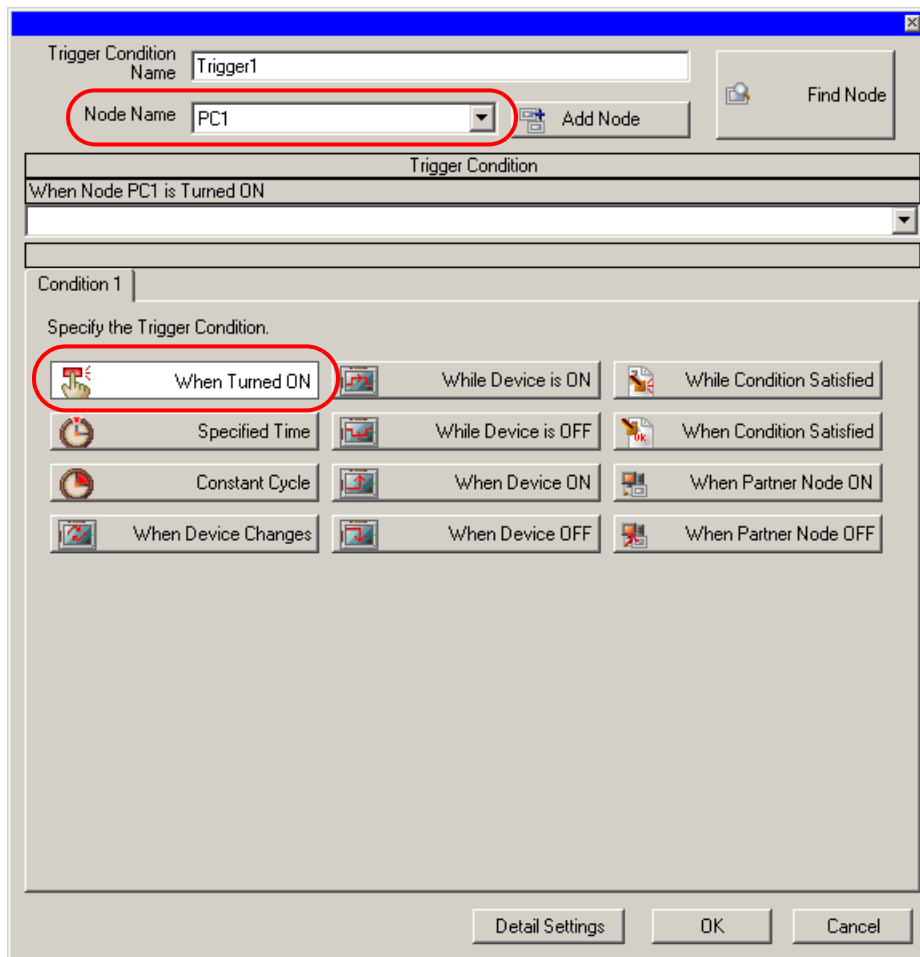 Trigger Condition
Name
Trigger1
Find Node
Node Name
PC1
Add Node
Trigger Condition
When Node PC1 is Turned ON
Condition 1
Specify the Trigger Condition.
When Turned ON While Device is ON While Condition Satisfied
Specified Time While Device is OFF When Condition Satisfied
Constant Cycle When Device ON When Partner Node ON
When Device Changes When Device OFF When Partner Node OFF
Detail Settings OK Cancel